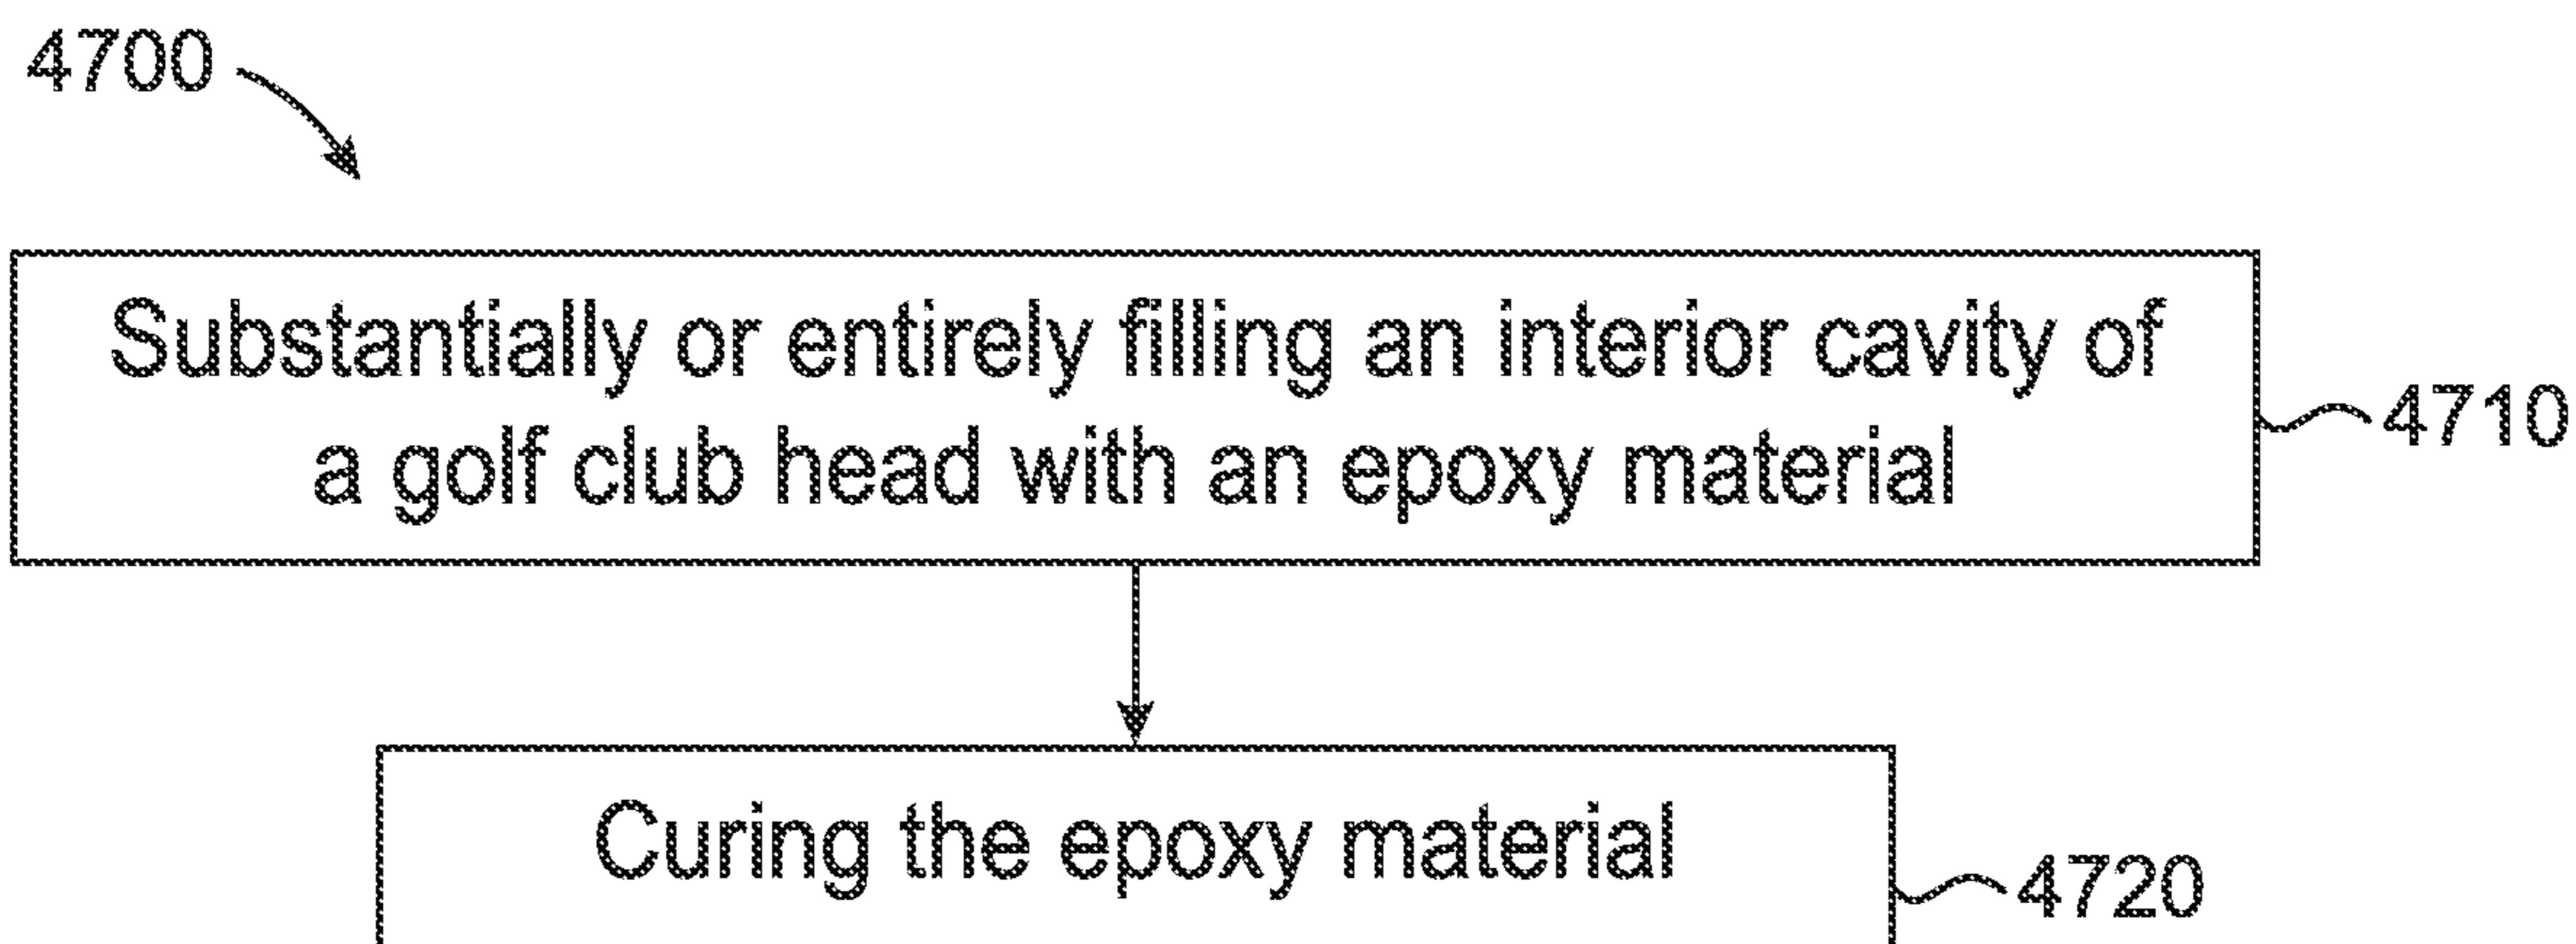 4700
Substantially or entirely filling an interior cavity of
a golf club head with an epoxy material
4710
Curing the epoxy material
4720